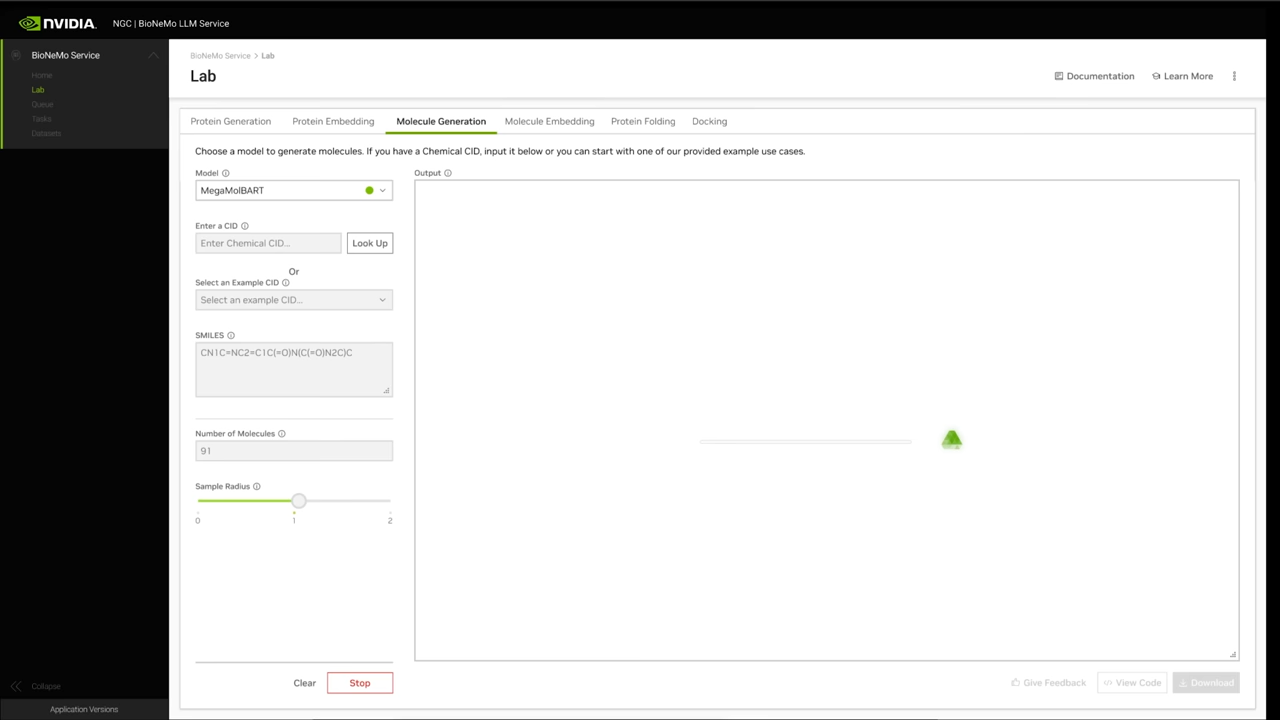 NVIDIA.
NGC | BioNeMo LLM Service
BioNeMo Service
Home
Lab
Queue
Tasks
Datasets
BioNeMo Service > Lab
Lab
Documentation
Learn More
Protein Generation
Protein Embedding
Molecule Generation
Molecule Embedding
Protein Folding
Docking
Choose a model to generate molecules. If you have a Chemical CID, input it below or you can start with one of our provided example use cases.
Model
MegaMolBART
Enter a CID
Enter Chemical CID...
Look Up
Or
Select an Example CID
Select an example CID...
SMILES
CN1C=NC2=C1C(=O)N(C(=O)N2C)C
Number of Molecules
91
Sample Radius
0
1
2
Clear
Stop
Output
Give Feedback
View Code
Download
Collapse
Application Versions